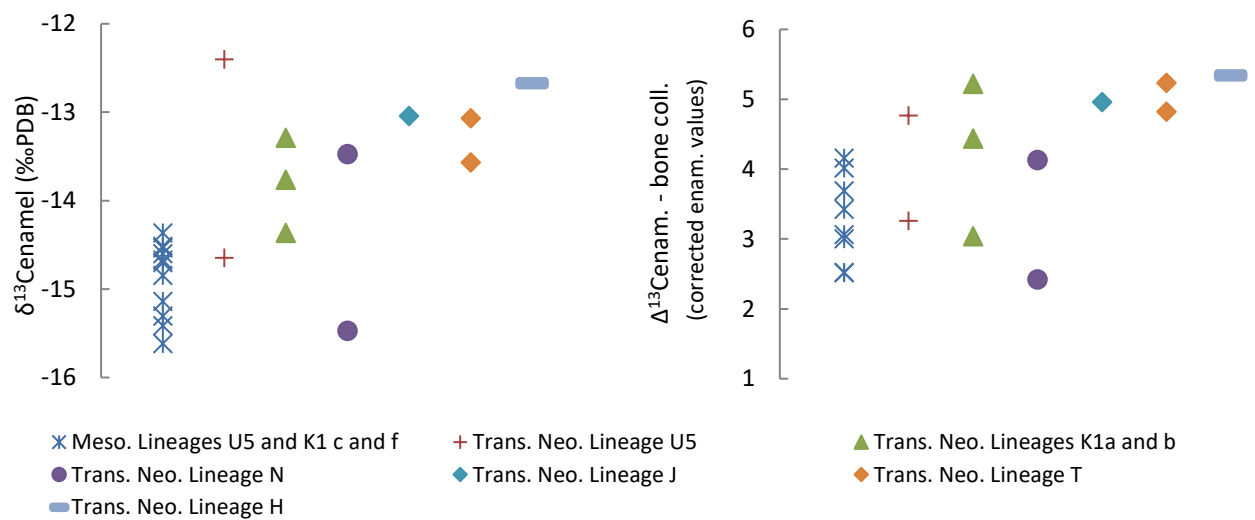 -12
-13
-14
-15
-16
δ¹³Cenamel (‰PDB)
6
5
4
3
2
1
Δ¹³Cenam. - bone coll.
(corrected enam. values)
Meso. Lineages U5 and K1 c and f
Trans. Neo. Lineage U5
Trans. Neo. Lineages K1a and b
Trans. Neo. Lineage N
Trans. Neo. Lineage J
Trans. Neo. Lineage T
Trans. Neo. Lineage H